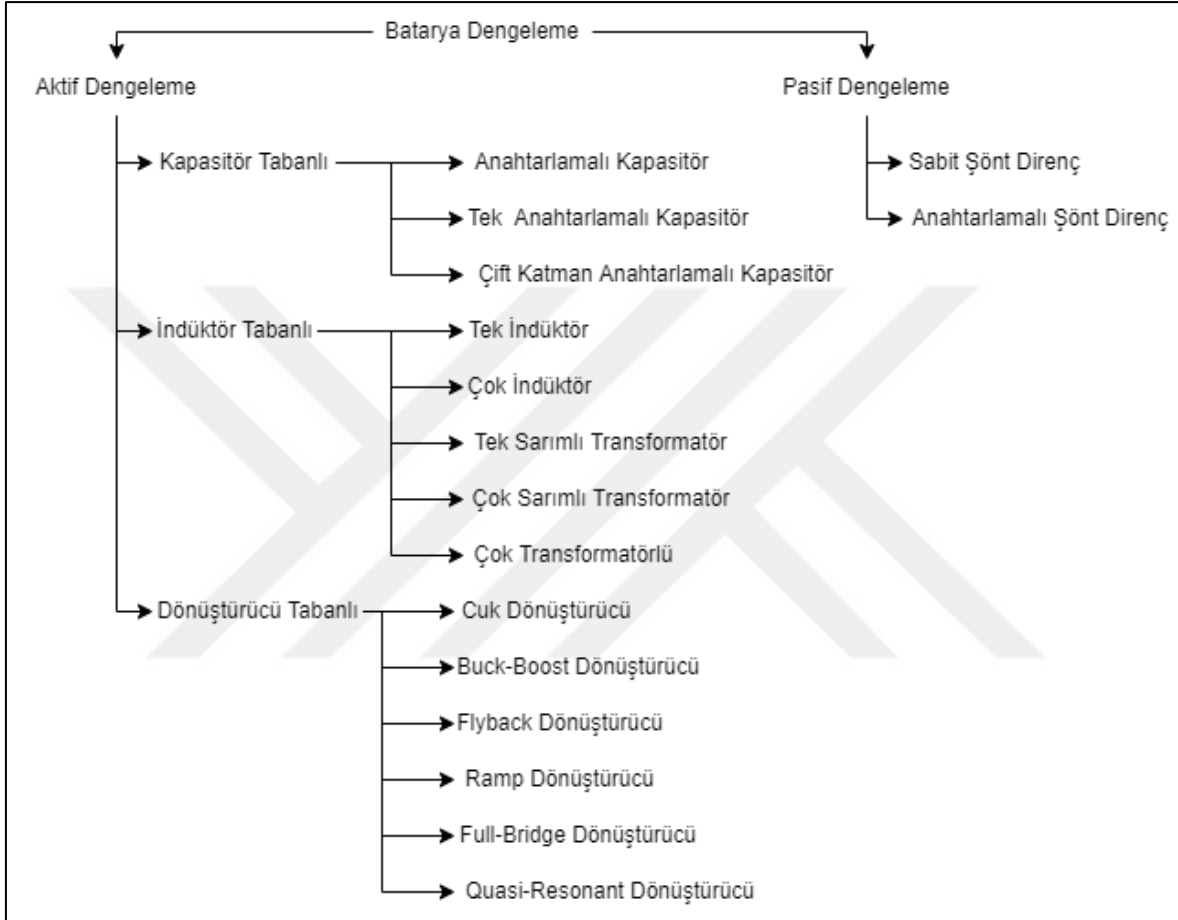 Batarya Dengeleme
Aktif Dengeleme
Pasif Dengeleme
Kapasitör Tabanlı
Anahtarlamalı Kapasitör
Tek Anahtarlamalı Kapasitör
Çift Katman Anahtarlamalı Kapasitör
İndüktör Tabanlı
Tek İndüktör
Çok İndüktör
Tek Sarımlı Transformatör
Çok Sarımlı Transformatör
Çok Transformatörlü
Dönüştürücü Tabanlı
Cuk Dönüştürücü
Buck-Boost Dönüştürücü
Flyback Dönüştürücü
Ramp Dönüştürücü
Full-Bridge Dönüştürücü
Quasi-Resonant Dönüştürücü
Sabit Şönt Direnç
Anahtarlamalı Şönt Direnç